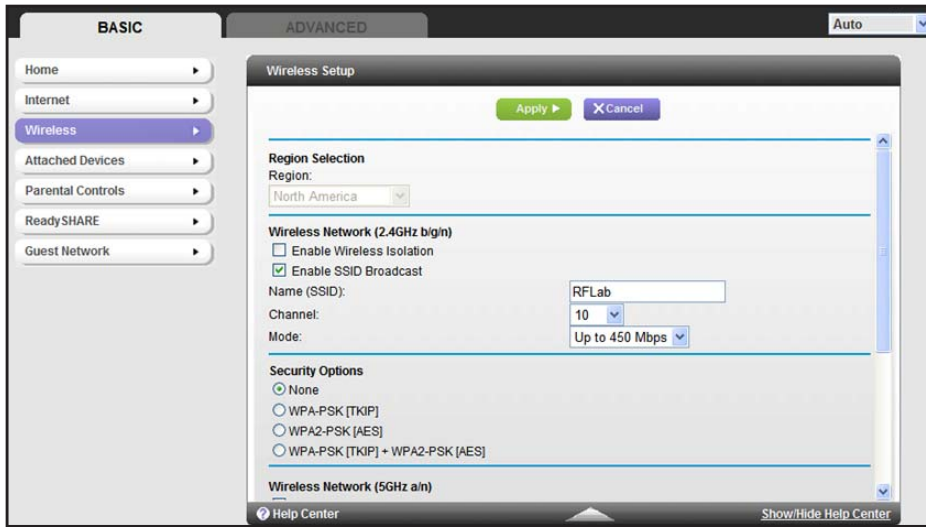 BASIC
ADVANCED
Auto
Home
Internet
Wireless
Attached Devices
Parental Controls
ReadySHARE
Guest Network
Wireless Setup
Apply
X Cancel
Region Selection
Region:
North America
Wireless Network (2.4GHz b/g/n)
Enable Wireless Isolation
Enable SSID Broadcast
Name (SSID): RFLab
Channel: 10
Mode: Up to 450 Mbps
Security Options
None
WPA-PSK [TKIP]
WPA2-PSK [AES]
WPA-PSK [TKIP] + WPA2-PSK [AES]
Wireless Network (5GHz a/n)
? Help Center
Show/Hide Help Center